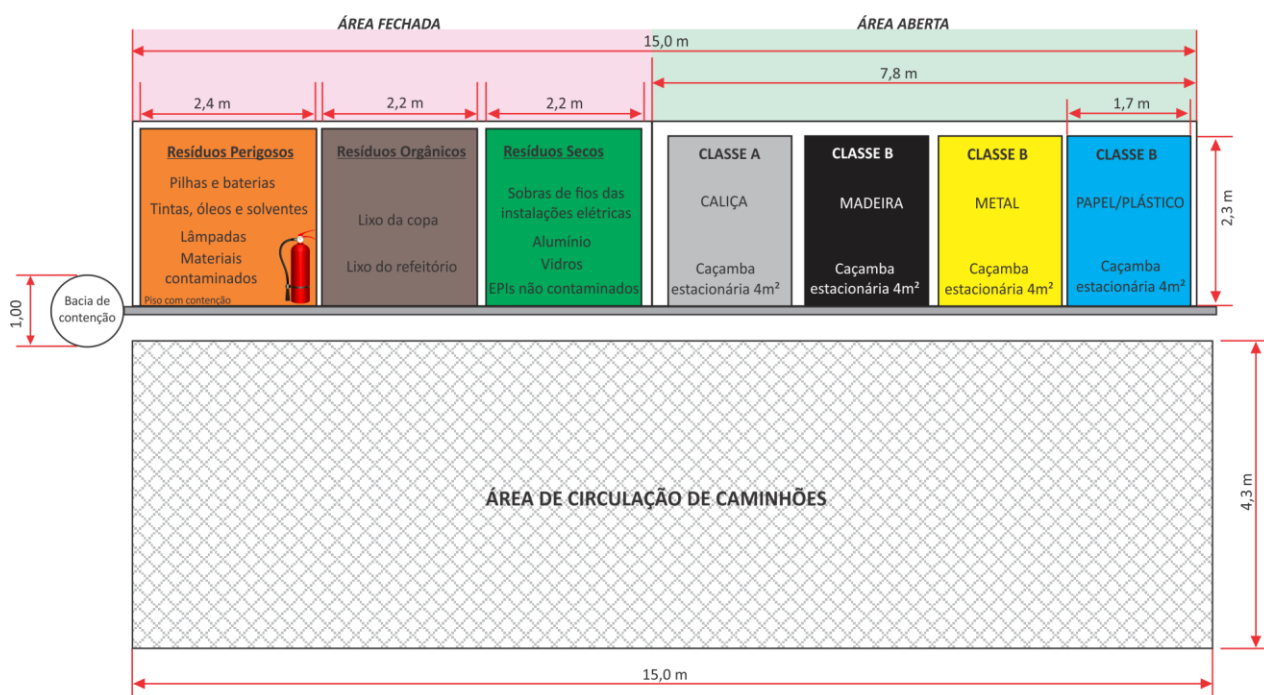 ÁREA FECHADA
ÁREA ABERTA
15,0 m
7,8 m
2,4 m
2,2 m
2,2 m
1,7 m
Resíduos Perigosos
Pilhas e baterias
Tintas, óleos e solventes
Lâmpadas
Materiais
contaminados
Piso com contenção
Resíduos Orgânicos
Lixo da copa
Lixo do refeitório
Resíduos Secos
Sobras de fios das
instalações elétricas
Alumínio
Vidros
EPIs não contaminados
CLASSE A
CALIÇA
Caçamba
estacionária 4m²
CLASSE B
MADEIRA
Caçamba
estacionária 4m²
CLASSE B
METAL
Caçamba
estacionária 4m²
CLASSE B
PAPEL/PLÁSTICO
Caçamba
estacionária 4m²
2,3 m
1,00
Bacia de
contenção
ÁREA DE CIRCULAÇÃO DE CAMINHÕES
4,3 m
15,0 m